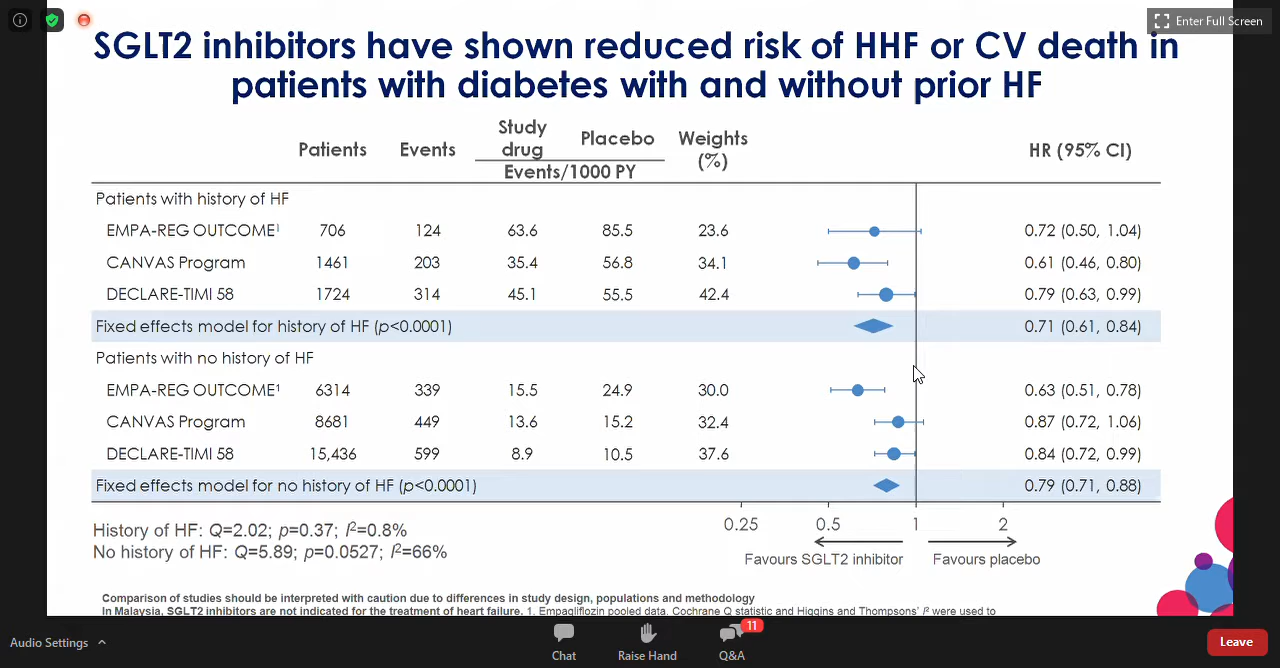 Enter Full Screen
SGLT2 inhibitors have shown reduced risk of HHF or CV death in
patients with diabetes with and without prior HF
Patients Events Study drug Placebo Weights (%) HR (95% CI)
Events/1000 PY
Patients with history of HF
EMPA-REG OUTCOME¹ 706 124 63.6 85.5 23.6 0.72 (0.50, 1.04)
CANVAS Program 1461 203 35.4 56.8 34.1 0.61 (0.46, 0.80)
DECLARE-TIMI 58 1724 314 45.1 55.5 42.4 0.79 (0.63, 0.99)
Fixed effects model for history of HF (p<0.0001) 0.71 (0.61, 0.84)
Patients with no history of HF
EMPA-REG OUTCOME¹ 6314 339 15.5 24.9 30.0 0.63 (0.51, 0.78)
CANVAS Program 8681 449 13.6 15.2 32.4 0.87 (0.72, 1.06)
DECLARE-TIMI 58 15,436 599 8.9 10.5 37.6 0.84 (0.72, 0.99)
Fixed effects model for no history of HF (p<0.0001) 0.79 (0.71, 0.88)
0.25 0.5 1 2
History of HF: Q=2.02; p=0.37; I²=0.8%
No history of HF: Q=5.89; p=0.0527; I²=66%
Favours SGLT2 inhibitor Favours placebo
Comparison of studies should be interpreted with caution due to differences in study design, populations and methodology
In Malaysia, SGLT2 inhibitors are not indicated for the treatment of heart failure. 1. Empagliflozin pooled data. Cochrane Q statistic and Higgins and Thompsons' I² were used to
Audio Settings
Chat
Raise Hand
11
Q&A
Leave